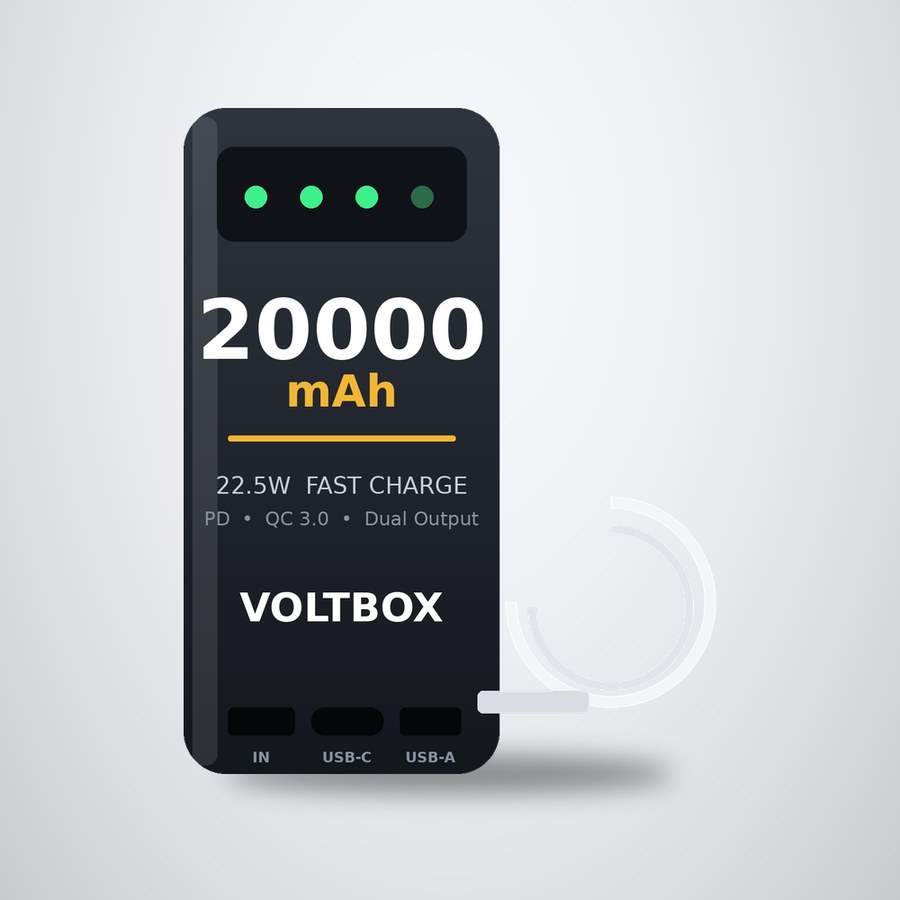 20000
mAh
22.5W FAST CHARGE
PD • QC 3.0 • Dual Output
VOLTBOX
IN USB-C USB-A